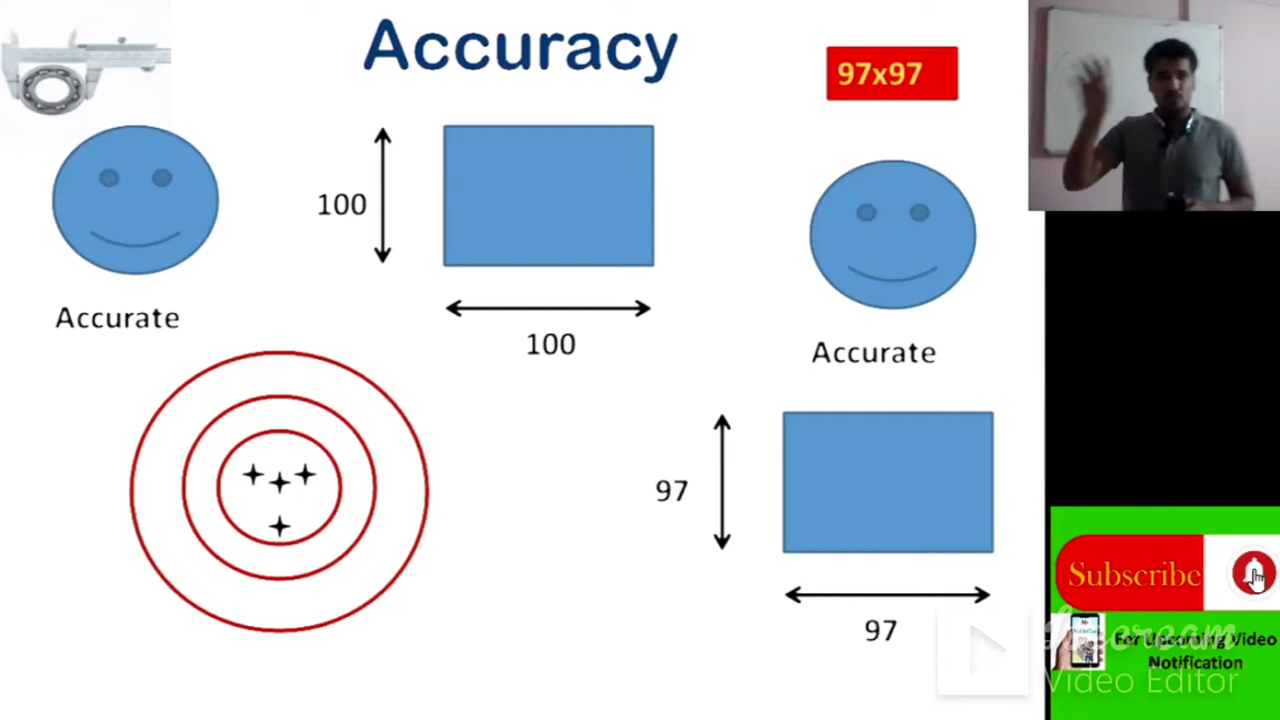 Accuracy
97x97
100
Accurate
100
Accurate
97
97
Subscribe
For Upcoming Video
Notification
Video Editor